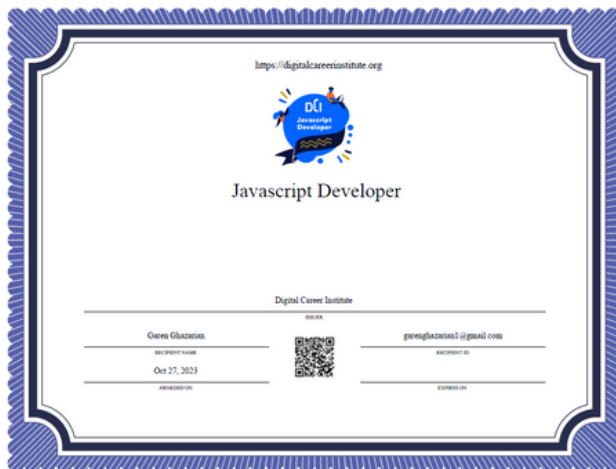 https://digitalcareerinstitute.org
DCI
Javascript
Developer
Javascript Developer
Digital Career Institute
ISSUER
Garen Ghazarian
RECIPIENT NAME
garenghazarian1@gmail.com
RECIPIENT ID
Oct 27, 2023
AWARDED ON
EXPIRES ON